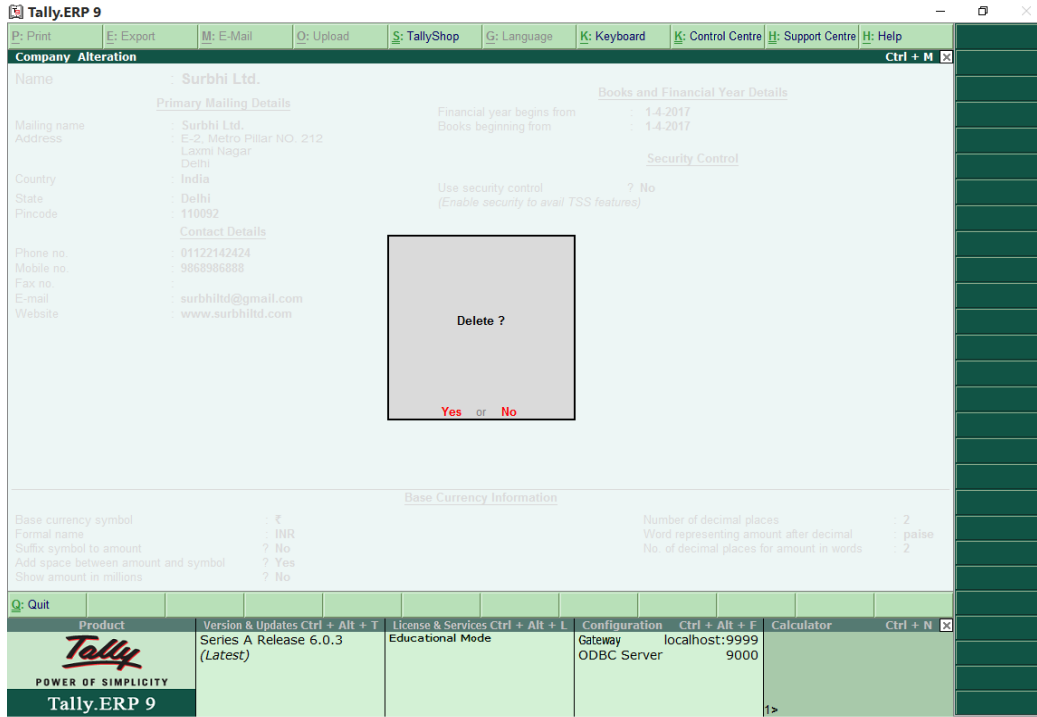 Tally.ERP 9
P: Print E: Export M: E-Mail O: Upload S: TallyShop G: Language K: Keyboard K: Control Centre H: Support Centre H: Help
Company Alteration Ctrl + M
Name : Surbhi Ltd.
Primary Mailing Details
Mailing name : Surbhi Ltd.
Address : E-2, Metro Pillar NO. 212
Laxmi Nagar
Delhi
Country : India
State : Delhi
Pincode : 110092
Contact Details
Phone no. : 01122142424
Mobile no : 9868986888
Fax no. :
E-mail : surbhiltd@gmail.com
Website : www.surbhiltd.com
Books and Financial Year Details
Financial year begins from : 1-4-2017
Books beginning from : 1-4-2017
Security Control
Use security control ? No
(Enable security to avail TSS features)
Delete ?
Yes or No
Base Currency Information
Base currency symbol : ₹
Formal name : INR
Suffix symbol to amount ? No
Add space between amount and symbol ? Yes
Show amount in millions ? No
Number of decimal places : 2
Word representing amount after decimal : paise
No. of decimal places for amount in words : 2
Q: Quit
Product
Tally
POWER OF SIMPLICITY
Tally.ERP 9
Version & Updates Ctrl + Alt + T
Series A Release 6.0.3
(Latest)
License & Services Ctrl + Alt + L
Educational Mode
Configuration Ctrl + Alt + F
Gateway localhost:9999
ODBC Server 9000
Calculator Ctrl + N
1>